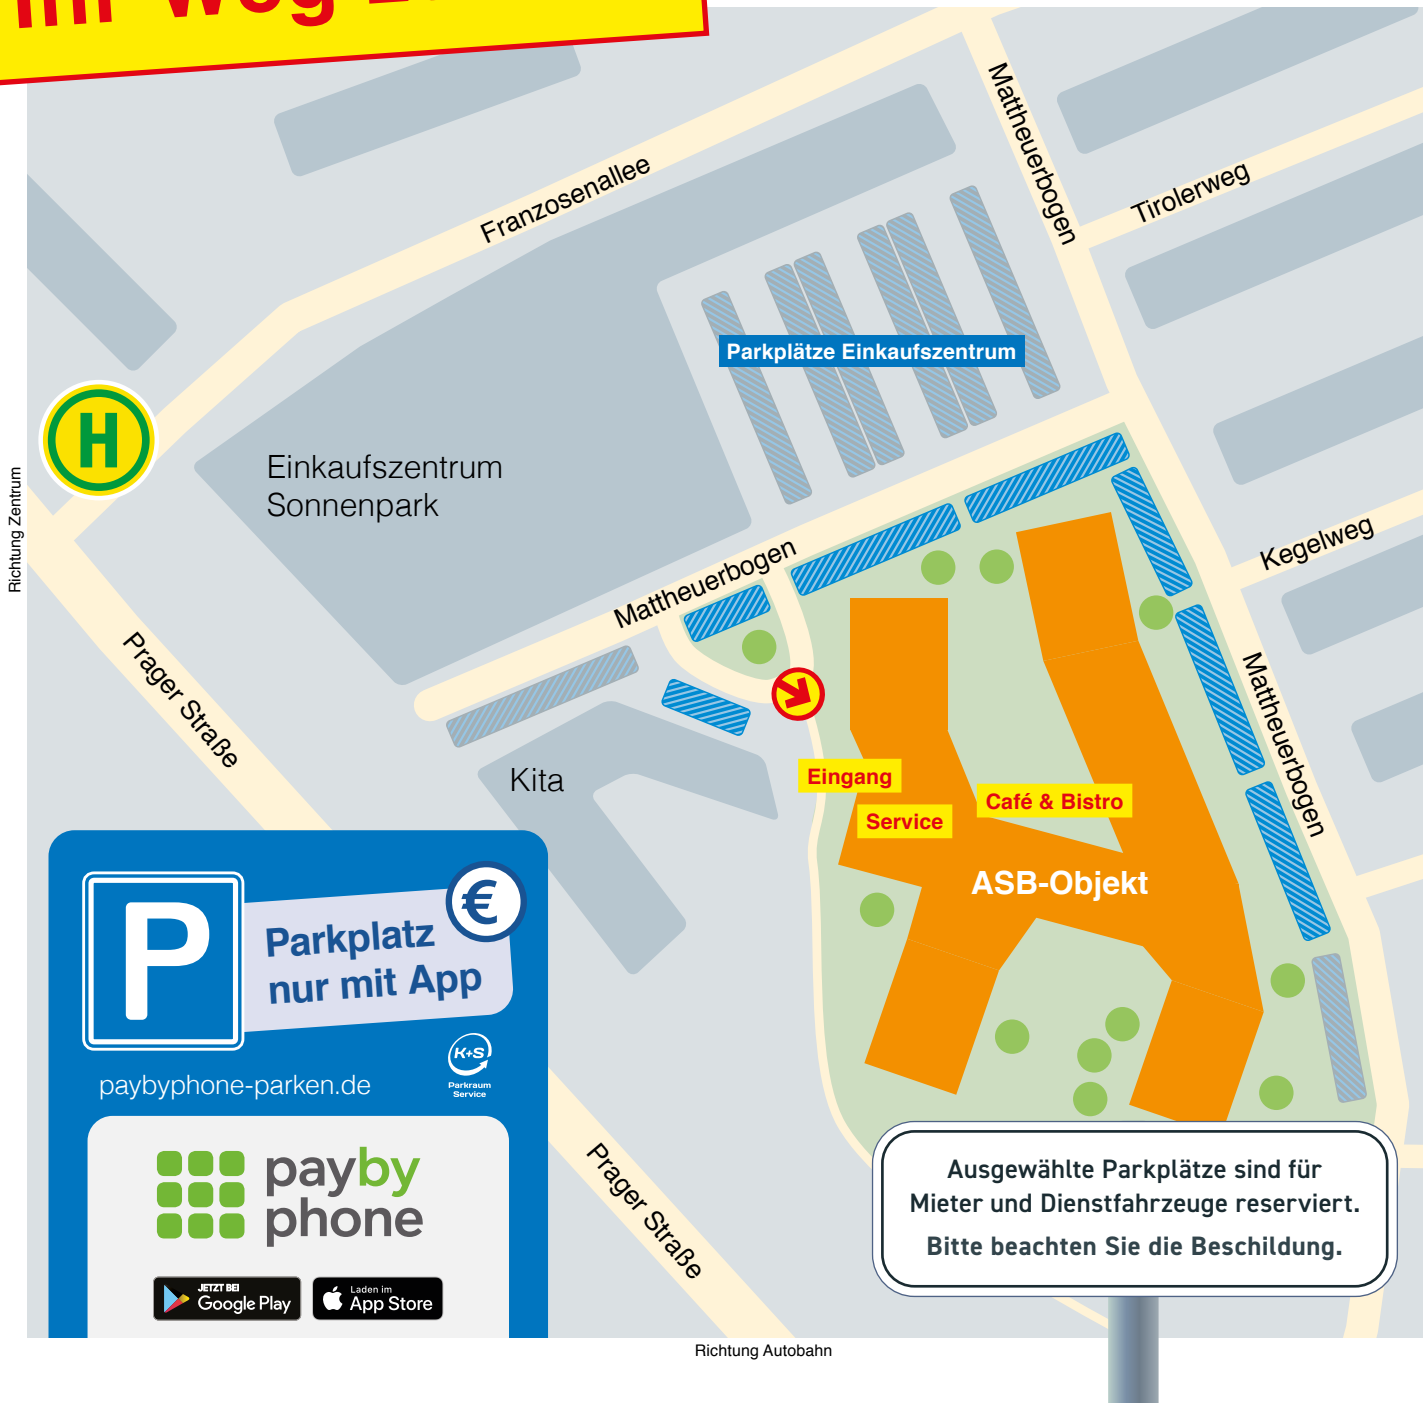 Ihr Weg
Franzosenallee
Mattheuerbogen
Tirolerweg
Parkplätze Einkaufszentrum
H
Einkaufszentrum
Sonnenpark
Richtung Zentrum
Mattheuerbogen
Kegelweg
Prager Straße
Mattheuerbogen
Kita
Eingang
Service
Café & Bistro
ASB-Objekt
P
€
Parkplatz
nur mit App
K+S
Parkraum
Service
paybyphone-parken.de
payby
phone
JETZT BEI
Google Play
Laden im
App Store
Prager Straße
Ausgewählte Parkplätze sind für
Mieter und Dienstfahrzeuge reserviert.
Bitte beachten Sie die Beschildung.
Richtung Autobahn